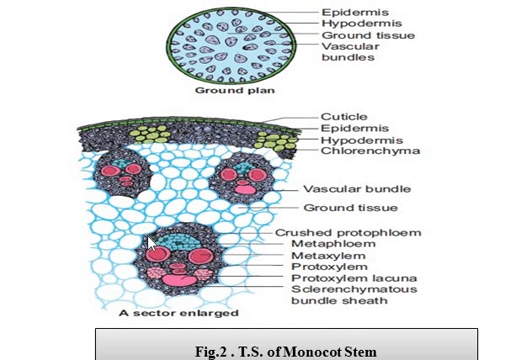 Epidermis
Hypodermis
Ground tissue
Vascular
bundles
Ground plan
Cuticle
Epidermis
Hypodermis
Chlorenchyma
Vascular bundle
Ground tissue
Crushed protophloem
Metaphloem
Metaxylem
Protoxylem
Protoxylem lacuna
Sclerenchymatous
bundle sheath
A sector enlarged
Fig.2 . T.S. of Monocot Stem